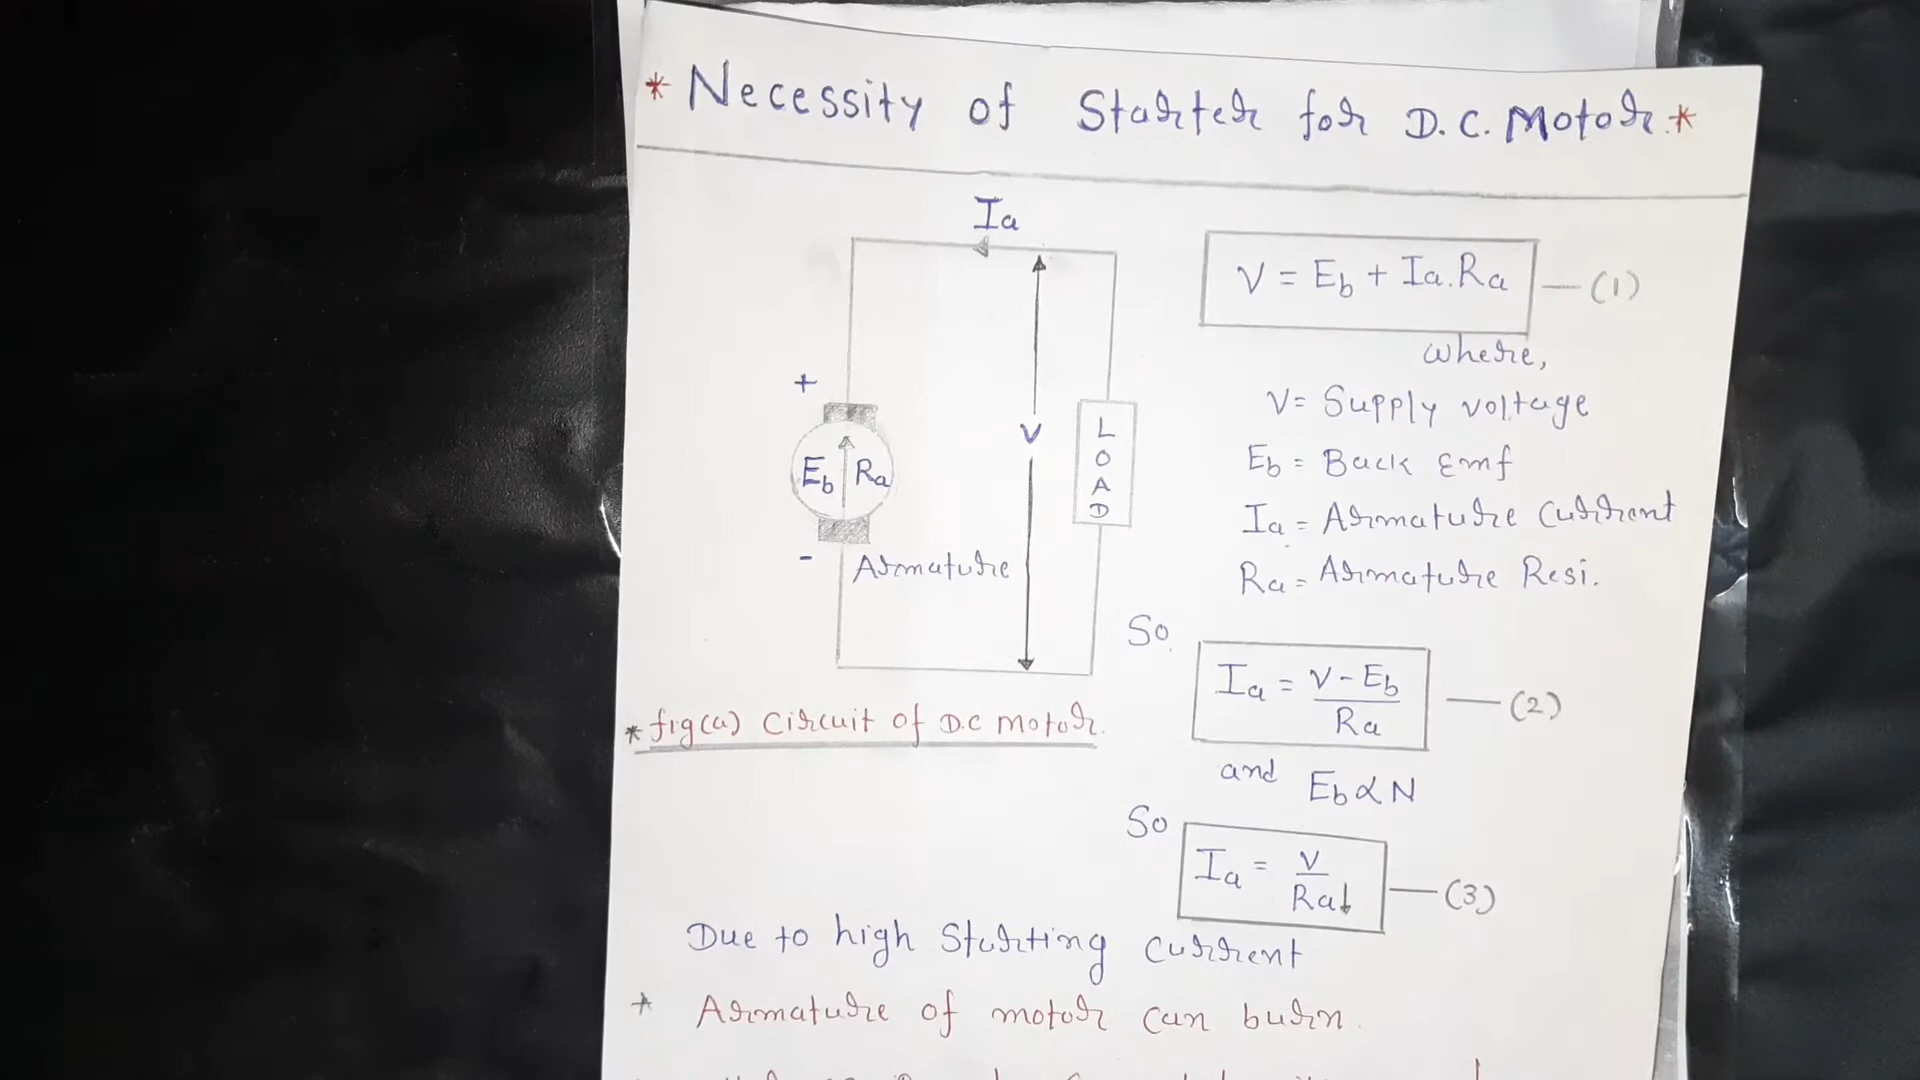 * Necessity of Starter for D.C. Motor. *
Ia
V = Eb + Ia.Ra — (1)
where,
+
V = Supply voltage
V
LOAD
Eb Ra
Eb = Back Emf
Ia = Armature Current
-
Armature
Ra = Armature Resi.
So,
Ia = V - Eb / Ra — (2)
* fig(a) Circuit of D.C motor.
and Eb ∝ N
So
Ia = V / Ra↓ — (3)
Due to high Starting Current
* Armature of motor can burn.